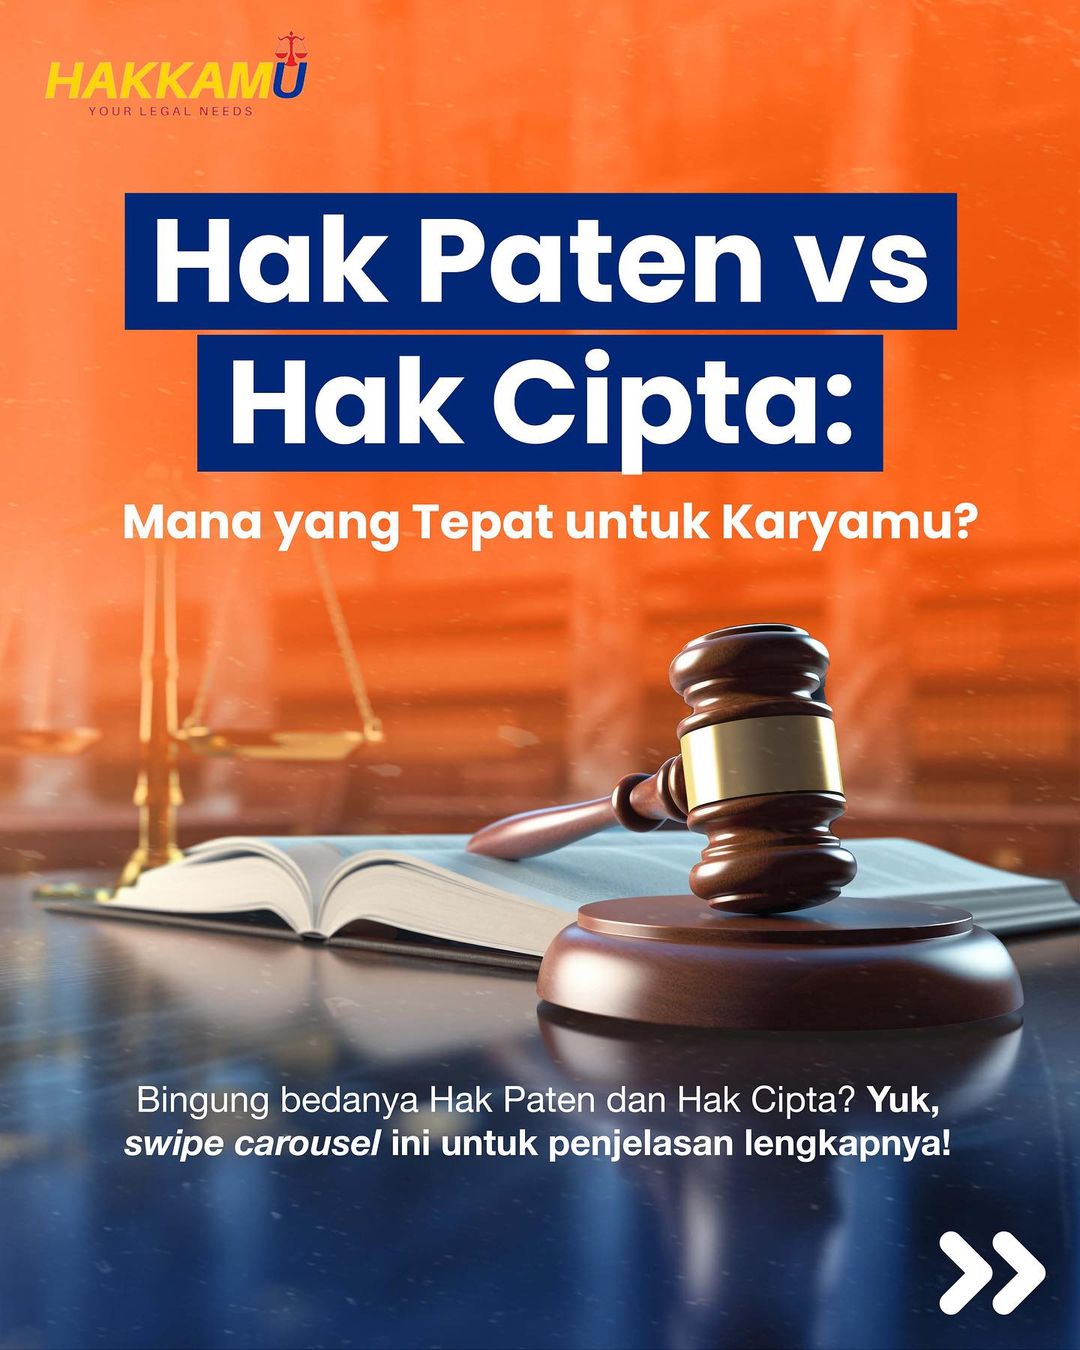 HAKKAMU
YOUR LEGAL NEEDS
Hak Paten vs
Hak Cipta:
Mana yang Tepat untuk Karyamu?
Bingung bedanya Hak Paten dan Hak Cipta? Yuk,
swipe carousel ini untuk penjelasan lengkapnya!